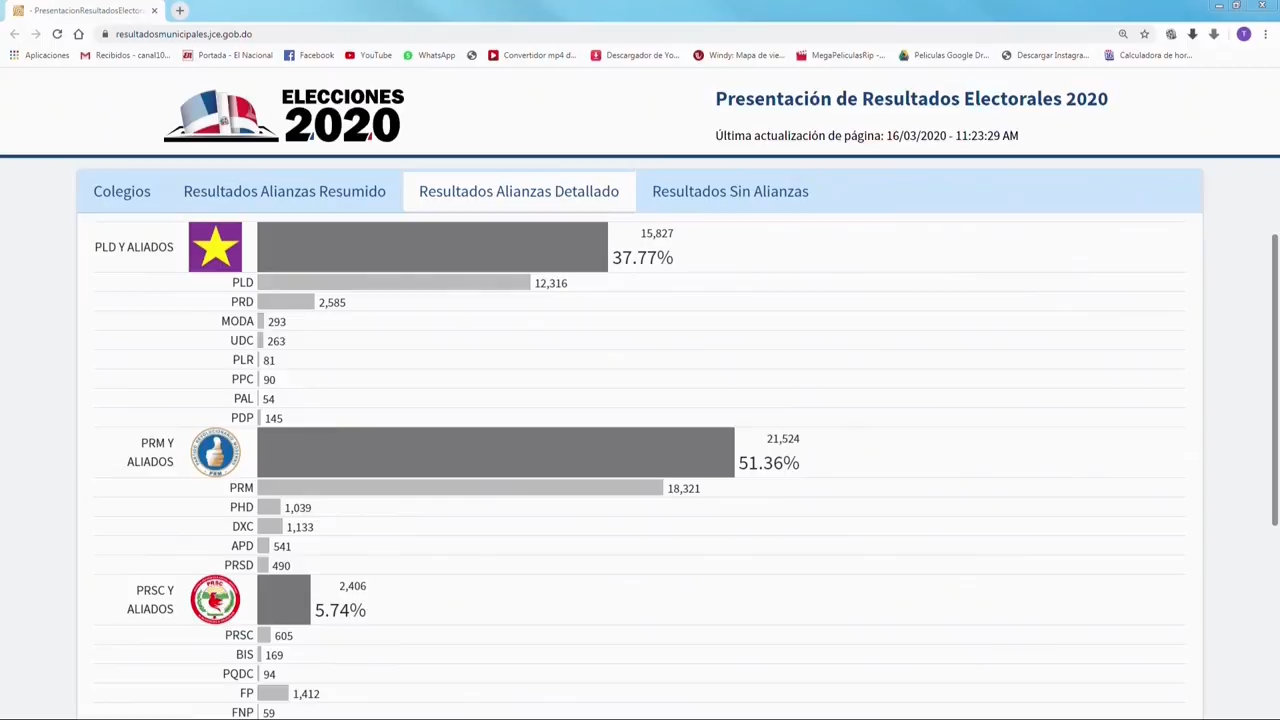 - PresentacionResultadosElector
resultadosmunicipales.jce.gob.do
T
Aplicaciones Recibidos - canal10... Portada - El Nacional Facebook YouTube WhatsApp Convertidor mp4 d... Descargador de Yo... Windy: Mapa de vie... MegaPeliculasRip -... Peliculas Google Dr... Descargar Instagra... Calculadora de hor...
ELECCIONES
2020
Presentación de Resultados Electorales 2020
Última actualización de página: 16/03/2020 - 11:23:29 AM
Colegios Resultados Alianzas Resumido Resultados Alianzas Detallado Resultados Sin Alianzas
PLD Y ALIADOS 15,827
37.77%
PLD 12,316
PRD 2,585
MODA 293
UDC 263
PLR 81
PPC 90
PAL 54
PDP 145
PRM Y
ALIADOS
PRM
21,524
51.36%
PRM 18,321
PHD 1,039
DXC 1,133
APD 541
PRSD 490
PRSC Y
ALIADOS
PRSC
2,406
5.74%
PRSC 605
BIS 169
PQDC 94
FP 1,412
FNP 59